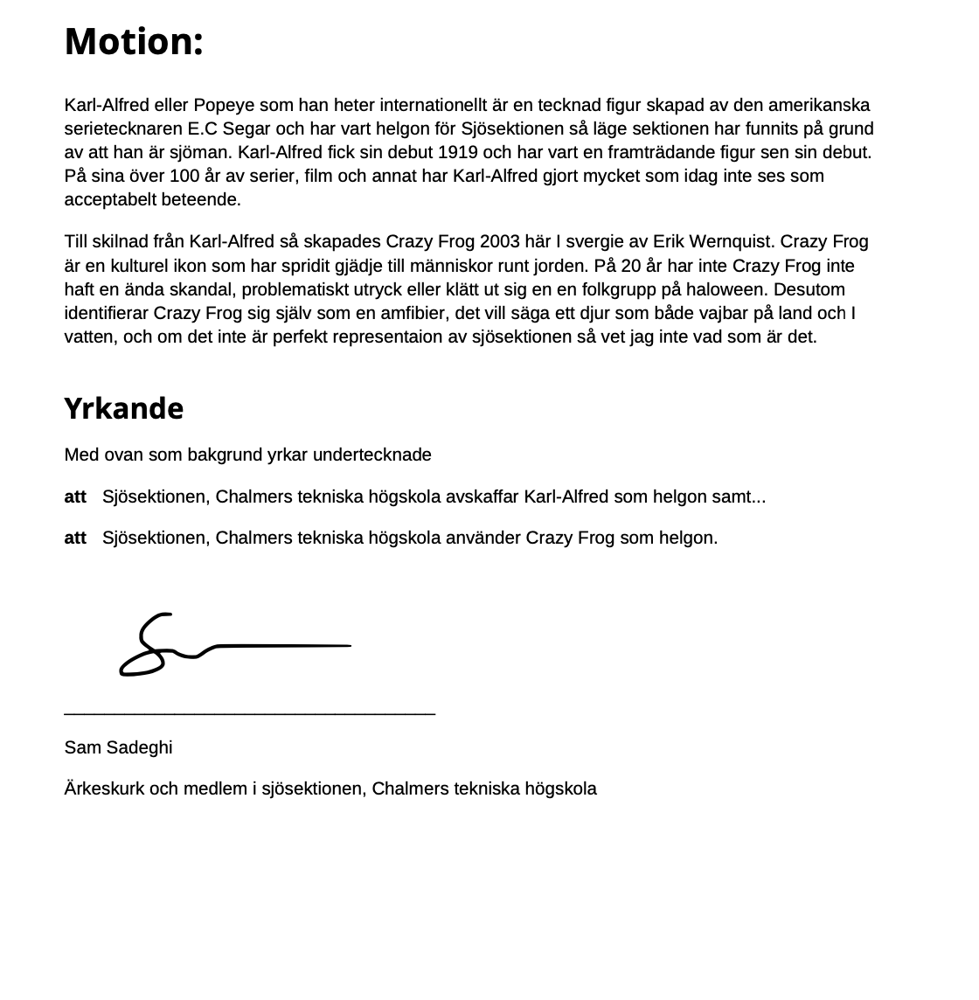 Motion:
Karl-Alfred eller Popeye som han heter internationellt är en tecknad figur skapad av den amerikanska
serietecknaren E.C Segar och har vart helgon för Sjösektionen så läge sektionen har funnits på grund
av att han är sjöman. Karl-Alfred fick sin debut 1919 och har vart en framträdande figur sen sin debut.
På sina över 100 år av serier, film och annat har Karl-Alfred gjort mycket som idag inte ses som
acceptabelt beteende.
Till skilnad från Karl-Alfred så skapades Crazy Frog 2003 här I svergie av Erik Wernquist. Crazy Frog
är en kulturel ikon som har spridit gjädje till människor runt jorden. På 20 år har inte Crazy Frog inte
haft en ända skandal, problematiskt utryck eller klätt ut sig en en folkgrupp på haloween. Desutom
identifierar Crazy Frog sig själv som en amfibier, det vill säga ett djur som både vajbar på land och I
vatten, och om det inte är perfekt representaion av sjösektionen så vet jag inte vad som är det.
Yrkande
Med ovan som bakgrund yrkar undertecknade
att Sjösektionen, Chalmers tekniska högskola avskaffar Karl-Alfred som helgon samt...
att Sjösektionen, Chalmers tekniska högskola använder Crazy Frog som helgon.
Sam Sadeghi
Ärkeskurk och medlem i sjösektionen, Chalmers tekniska högskola